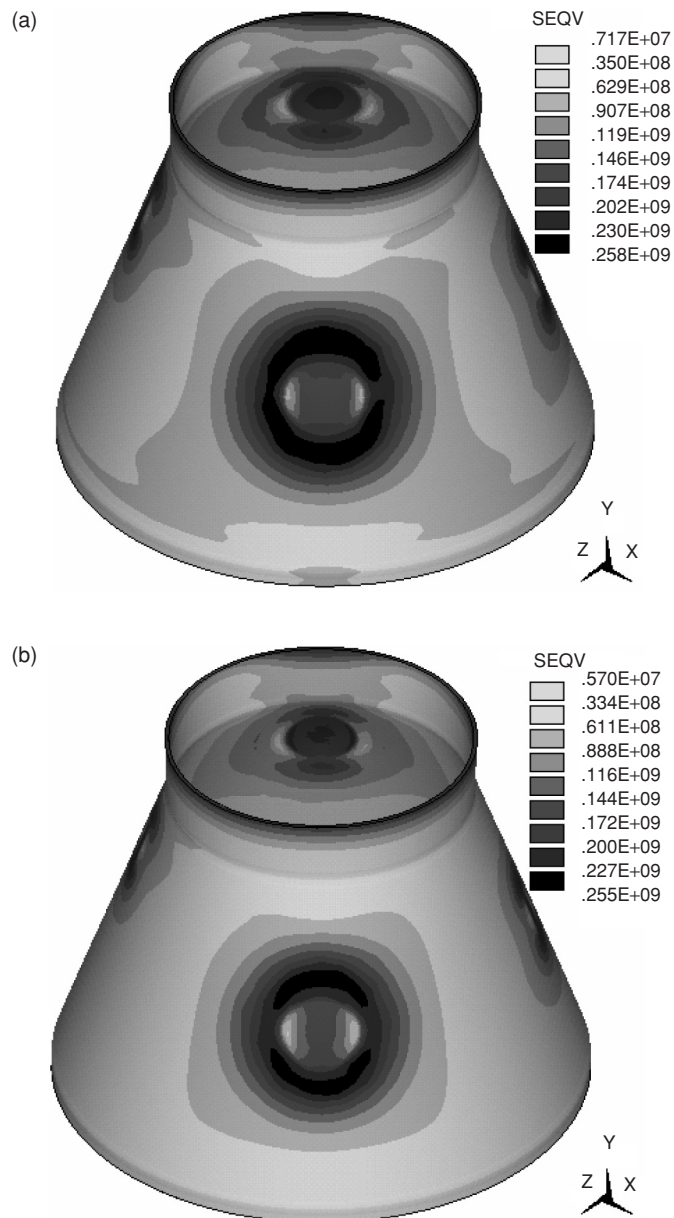 (a)
SEQV
.717E+07
.350E+08
.629E+08
.907E+08
.119E+09
.146E+09
.174E+09
.202E+09
.230E+09
.258E+09
Y
Z X
(b)
SEQV
.570E+07
.334E+08
.611E+08
.888E+08
.116E+09
.144E+09
.172E+09
.200E+09
.227E+09
.255E+09
Y
Z X